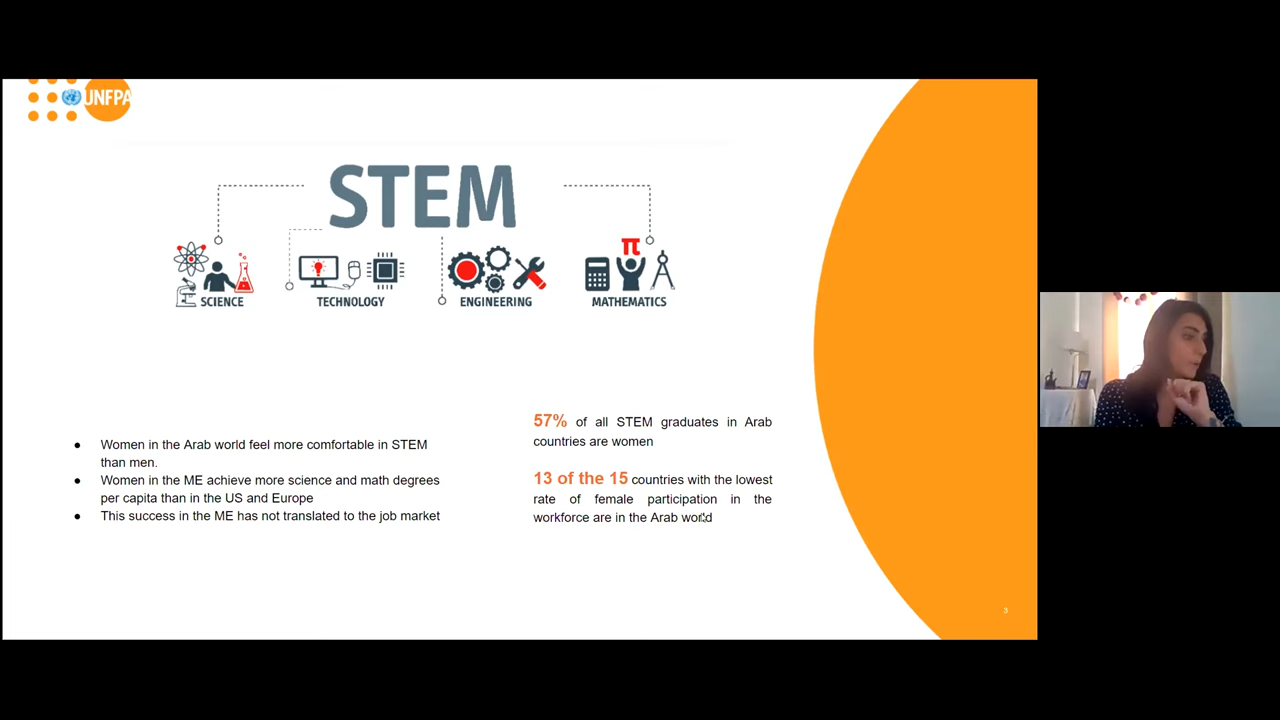 UNFPA
STEM
SCIENCE
TECHNOLOGY
ENGINEERING
π
MATHEMATICS
● Women in the Arab world feel more comfortable in STEM
than men.
● Women in the ME achieve more science and math degrees
per capita than in the US and Europe
● This success in the ME has not translated to the job market
57% of all STEM graduates in Arab
countries are women
13 of the 15 countries with the lowest
rate of female participation in the
workforce are in the Arab world
3